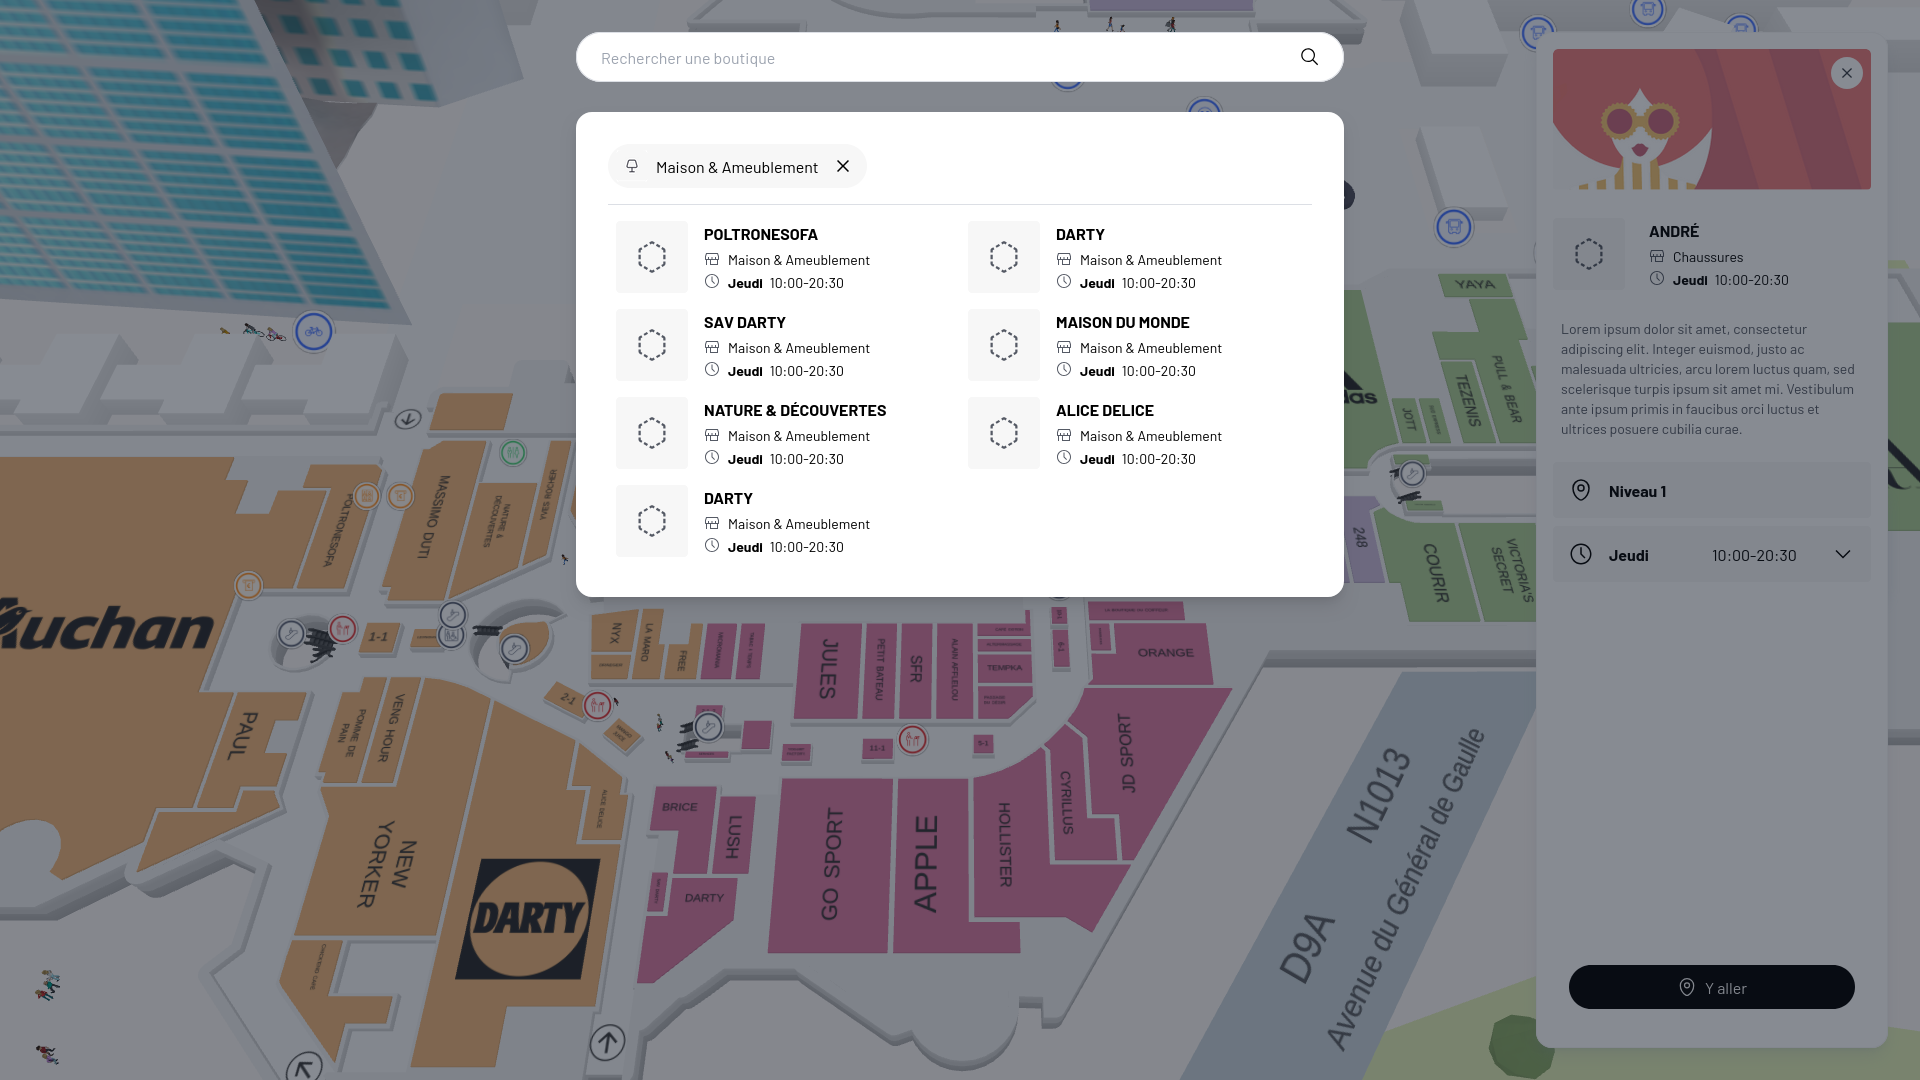 Rechercher une boutique
Maison & Ameublement
POLTRONESOFA
Maison & Ameublement
Jeudi 10:00-20:30
DARTY
Maison & Ameublement
Jeudi 10:00-20:30
SAV DARTY
Maison & Ameublement
Jeudi 10:00-20:30
MAISON DU MONDE
Maison & Ameublement
Jeudi 10:00-20:30
NATURE & DÉCOUVERTES
Maison & Ameublement
Jeudi 10:00-20:30
ALICE DELICE
Maison & Ameublement
Jeudi 10:00-20:30
DARTY
Maison & Ameublement
Jeudi 10:00-20:30
ANDRÉ
Chaussures
Jeudi 10:00-20:30
Lorem ipsum dolor sit amet, consectetur
adipiscing elit. Integer euismod, justo ac
malesuada ultricies, arcu lorem luctus quam, sed
scelerisque turpis ipsum sit amet mi. Vestibulum
ante ipsum primis in faucibus orci luctus et
ultrices posuere cubilia curae.
Niveau 1
Jeudi 10:00-20:30
Y aller
YAYA
PULL & BEAR
TEZENIS
JOTT
das
248
COURIR
VICTORIA'S
SECRET
POLTRONESOFA
MASSIMO DUTI
NATURE &
DECOUVERTES
YVES ROCHER
Auchan
1-1
PAUL
POMME DE
PAIN
VENG HOUR
2-1
NYX
LA MARQ
FREE
JULES
PETIT BATEAU
SFR
ALAIN AFFLELOU
TEMPKA
ORANGE
11-1
JD SPORT
CYRILLUS
BRICE
LUSH
DARTY
GO SPORT
APPLE
HOLLISTER
NEW
YORKER
ALICE DELICE
DARTY
N1013
D9A
Avenue du Général de Gaulle